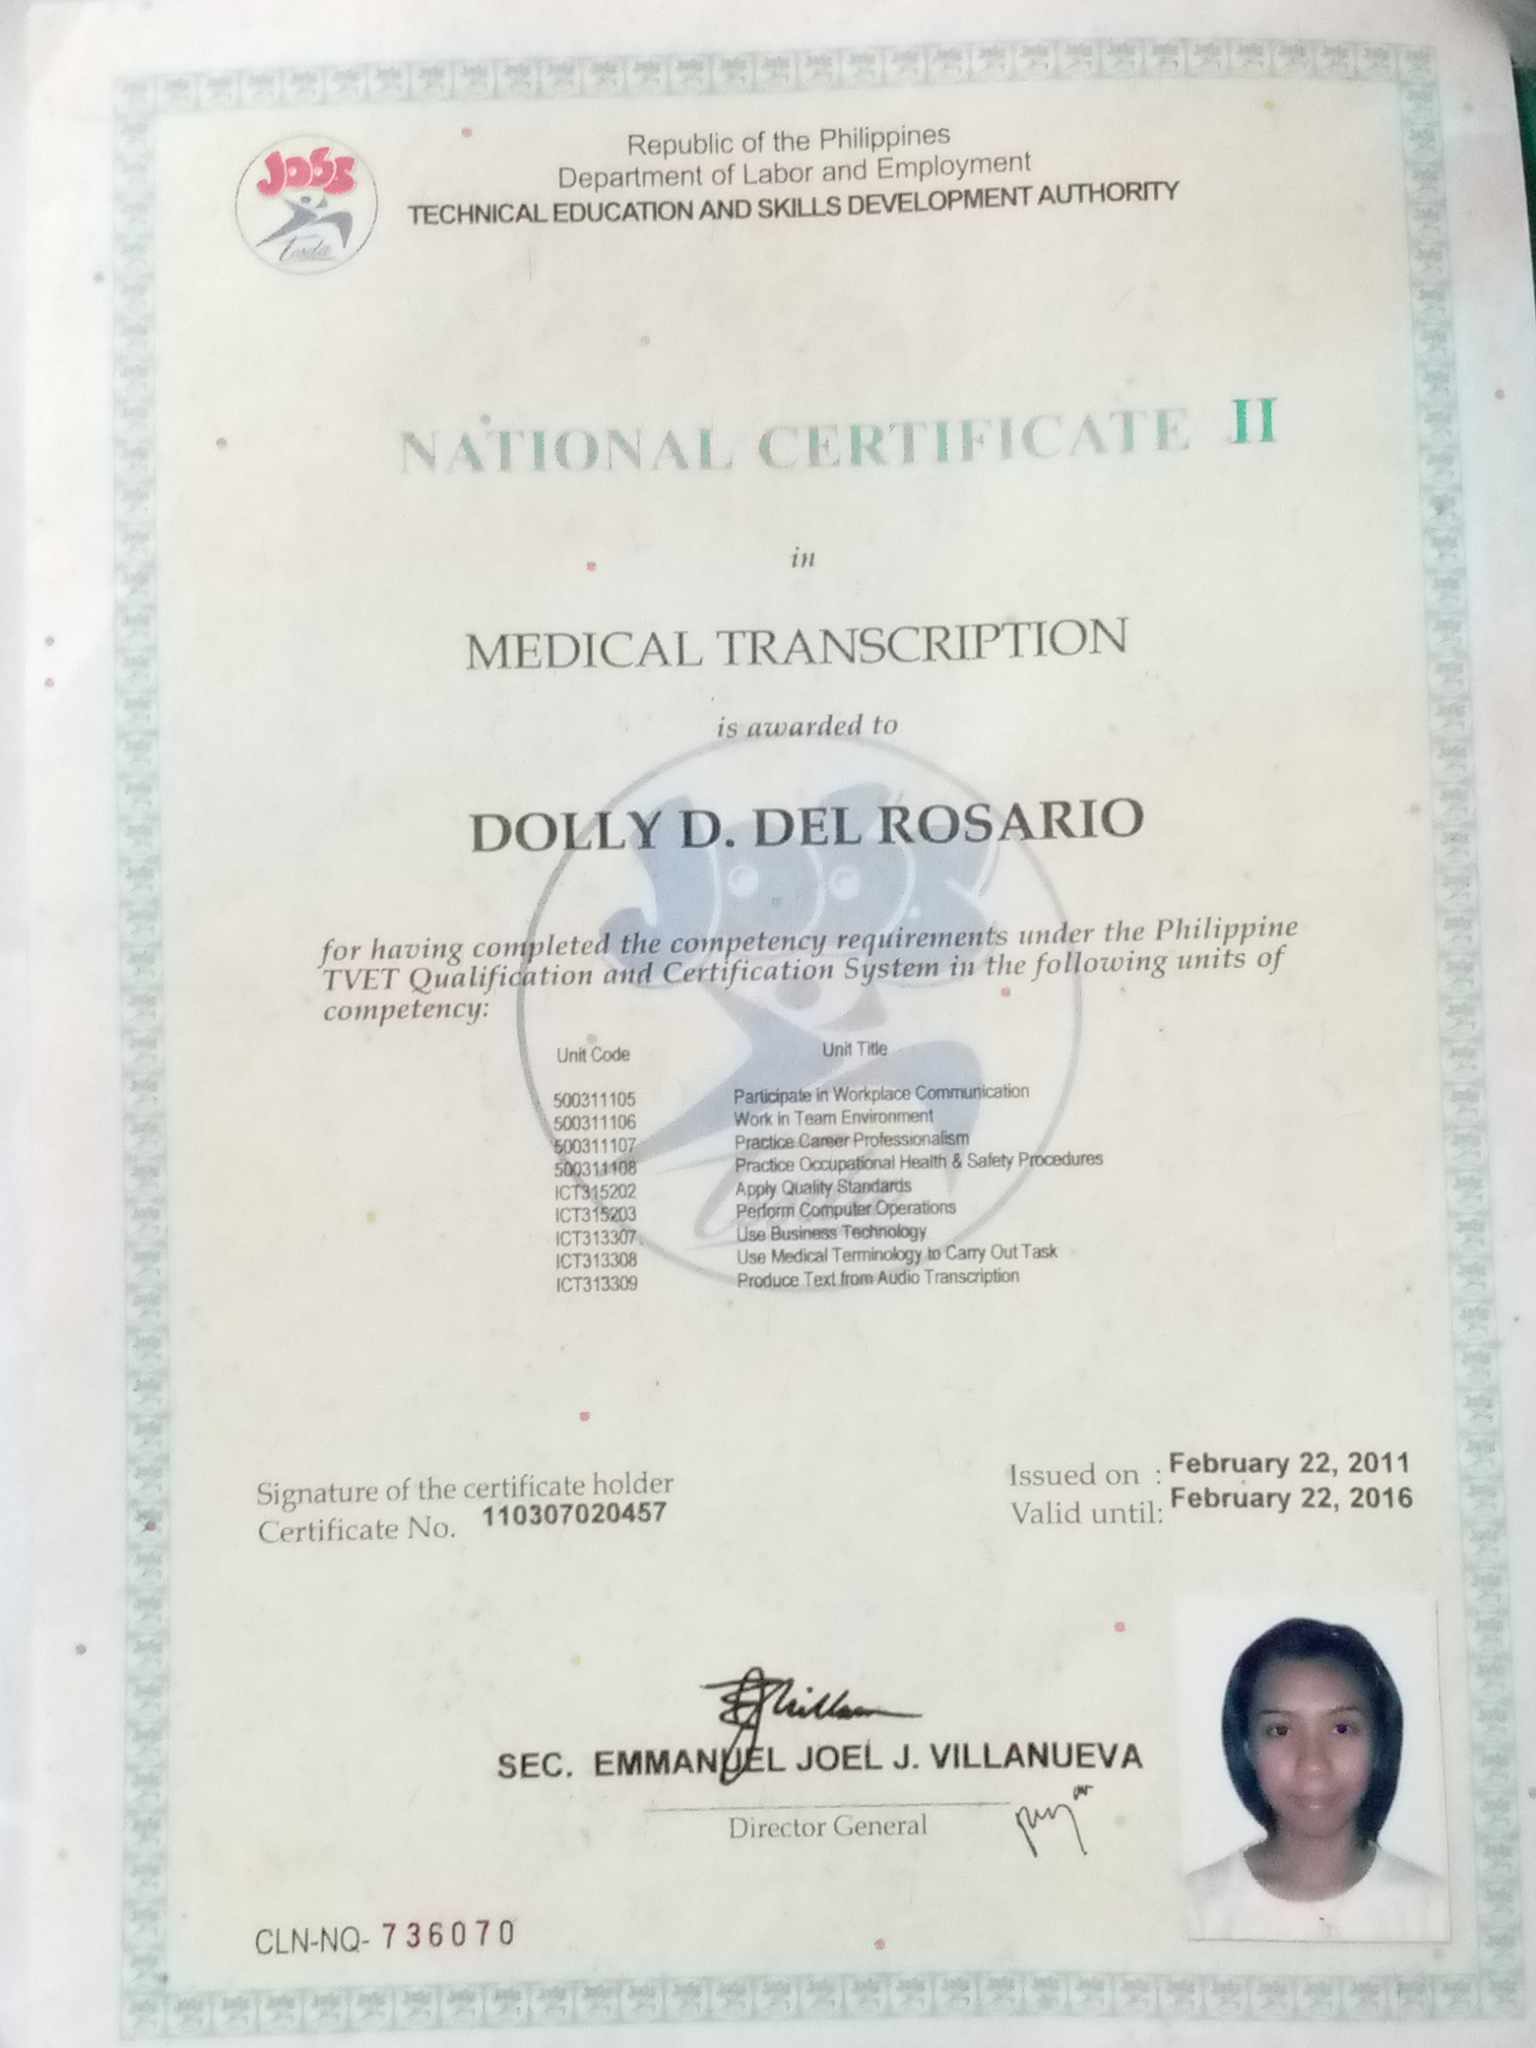 JOBS
Tesda
Republic of the Philippines
Department of Labor and Employment
TECHNICAL EDUCATION AND SKILLS DEVELOPMENT AUTHORITY
NATIONAL CERTIFICATE II
in
MEDICAL TRANSCRIPTION
is awarded to
DOLLY D. DEL ROSARIO
for having completed the competency requirements under the Philippine
TVET Qualification and Certification System in the following units of
competency:
Unit Code Unit Title
500311105 Participate in Workplace Communication
500311106 Work in Team Environment
500311107 Practice Career Professionalism
500311108 Practice Occupational Health & Safety Procedures
ICT315202 Apply Quality Standards
ICT315203 Perform Computer Operations
ICT313307 Use Business Technology
ICT313308 Use Medical Terminology to Carry Out Task
ICT313309 Produce Text from Audio Transcription
Signature of the certificate holder
Certificate No. 110307020457
Issued on : February 22, 2011
Valid until: February 22, 2016
SEC. EMMANUEL JOEL J. VILLANUEVA
Director General
CLN-NQ- 736070